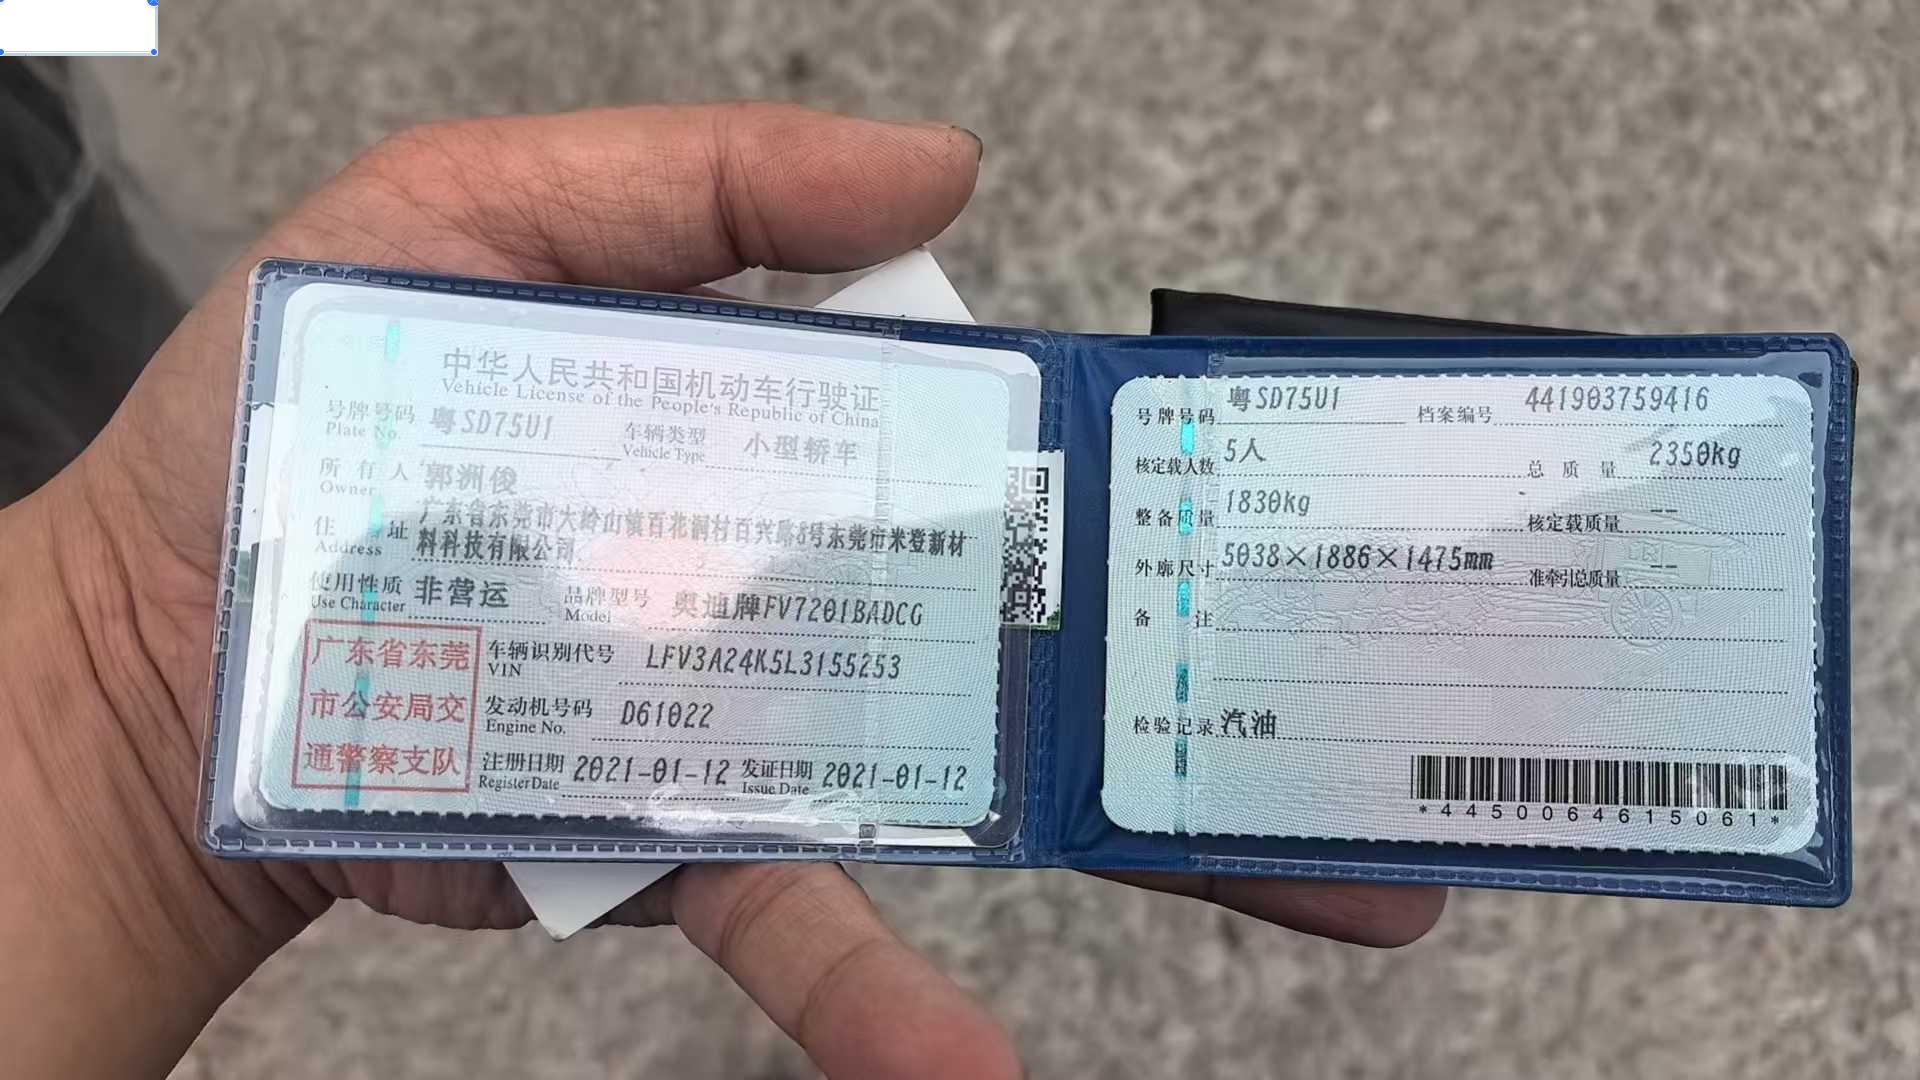 中华人民共和国机动车行驶证
Vehicle License of the People's Republic of China
号牌号码 粤SD75U1 车辆类型 小型轿车
Plate No. Vehicle Type
所有人 郭洲俊
Owner
住址 广东省东莞市大岭山镇百花洞村百兴路8号东莞市米登新材
Address 料科技有限公司
使用性质 非营运 品牌型号 奥迪牌FV7201BADCG
Use Character Model
广东省东莞
市公安局交
通警察支队
车辆识别代号 LFV3A24K5L3155253
VIN
发动机号码 D61022
Engine No.
注册日期 2021-01-12 发证日期 2021-01-12
Register Date Issue Date
号牌号码 粤SD75U1 档案编号 441903759416
核定载人数 5人 总质量 2350kg
整备质量 1830kg 核定载质量 --
外廓尺寸 5038×1886×1475mm 准牵引总质量 --
备注
检验记录 汽油
*4450064615061*